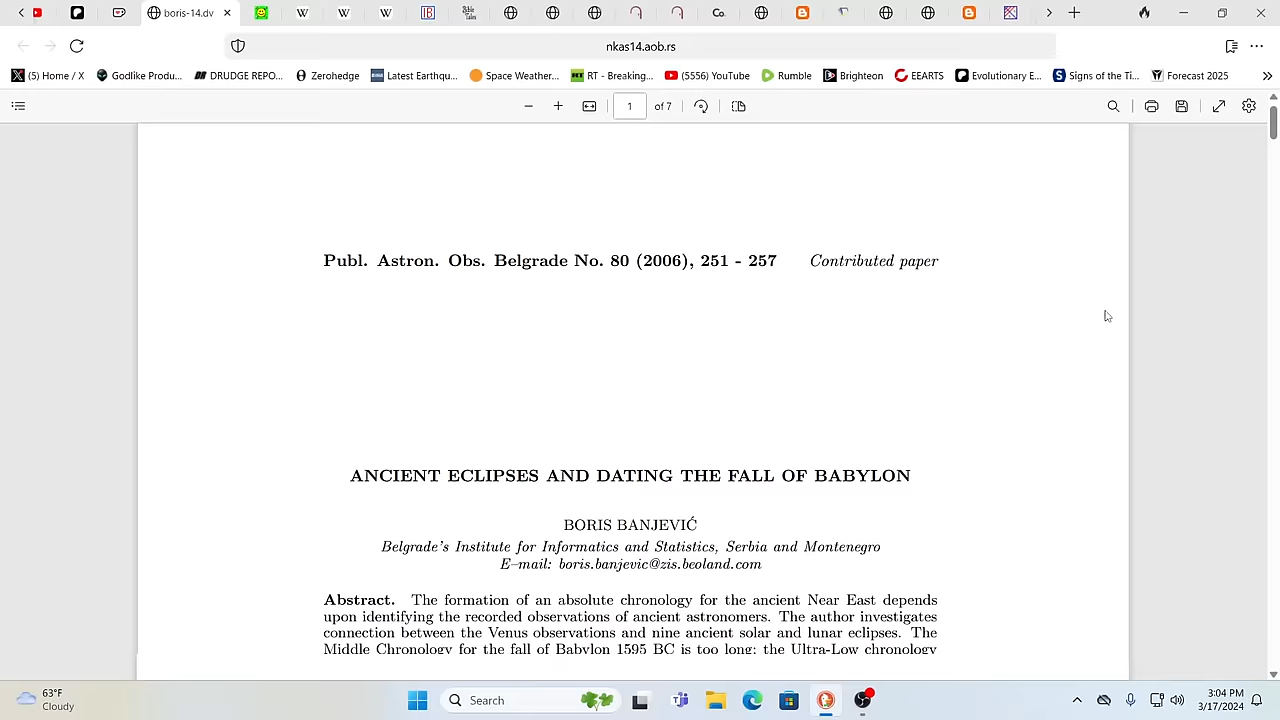 boris-14.dv
Co.
nkas14.aob.rs
(5) Home / X
Godlike Produ...
DRUDGE REPO...
Zerohedge
Latest Earthqu...
Space Weather...
RT - Breaking...
(5556) YouTube
Rumble
Brighteon
EEARTS
Evolutionary E...
Signs of the Ti...
Forecast 2025
1 of 7
Publ. Astron. Obs. Belgrade No. 80 (2006), 251 - 257 Contributed paper
ANCIENT ECLIPSES AND DATING THE FALL OF BABYLON
BORIS BANJEVIĆ
Belgrade's Institute for Informatics and Statistics, Serbia and Montenegro
E–mail: boris.banjevic@zis.beoland.com
Abstract. The formation of an absolute chronology for the ancient Near East depends
upon identifying the recorded observations of ancient astronomers. The author investigates
connection between the Venus observations and nine ancient solar and lunar eclipses. The
Middle Chronology for the fall of Babylon 1595 BC is too long; the Ultra-Low chronology
63°F
Cloudy
Search
3:04 PM
3/17/2024